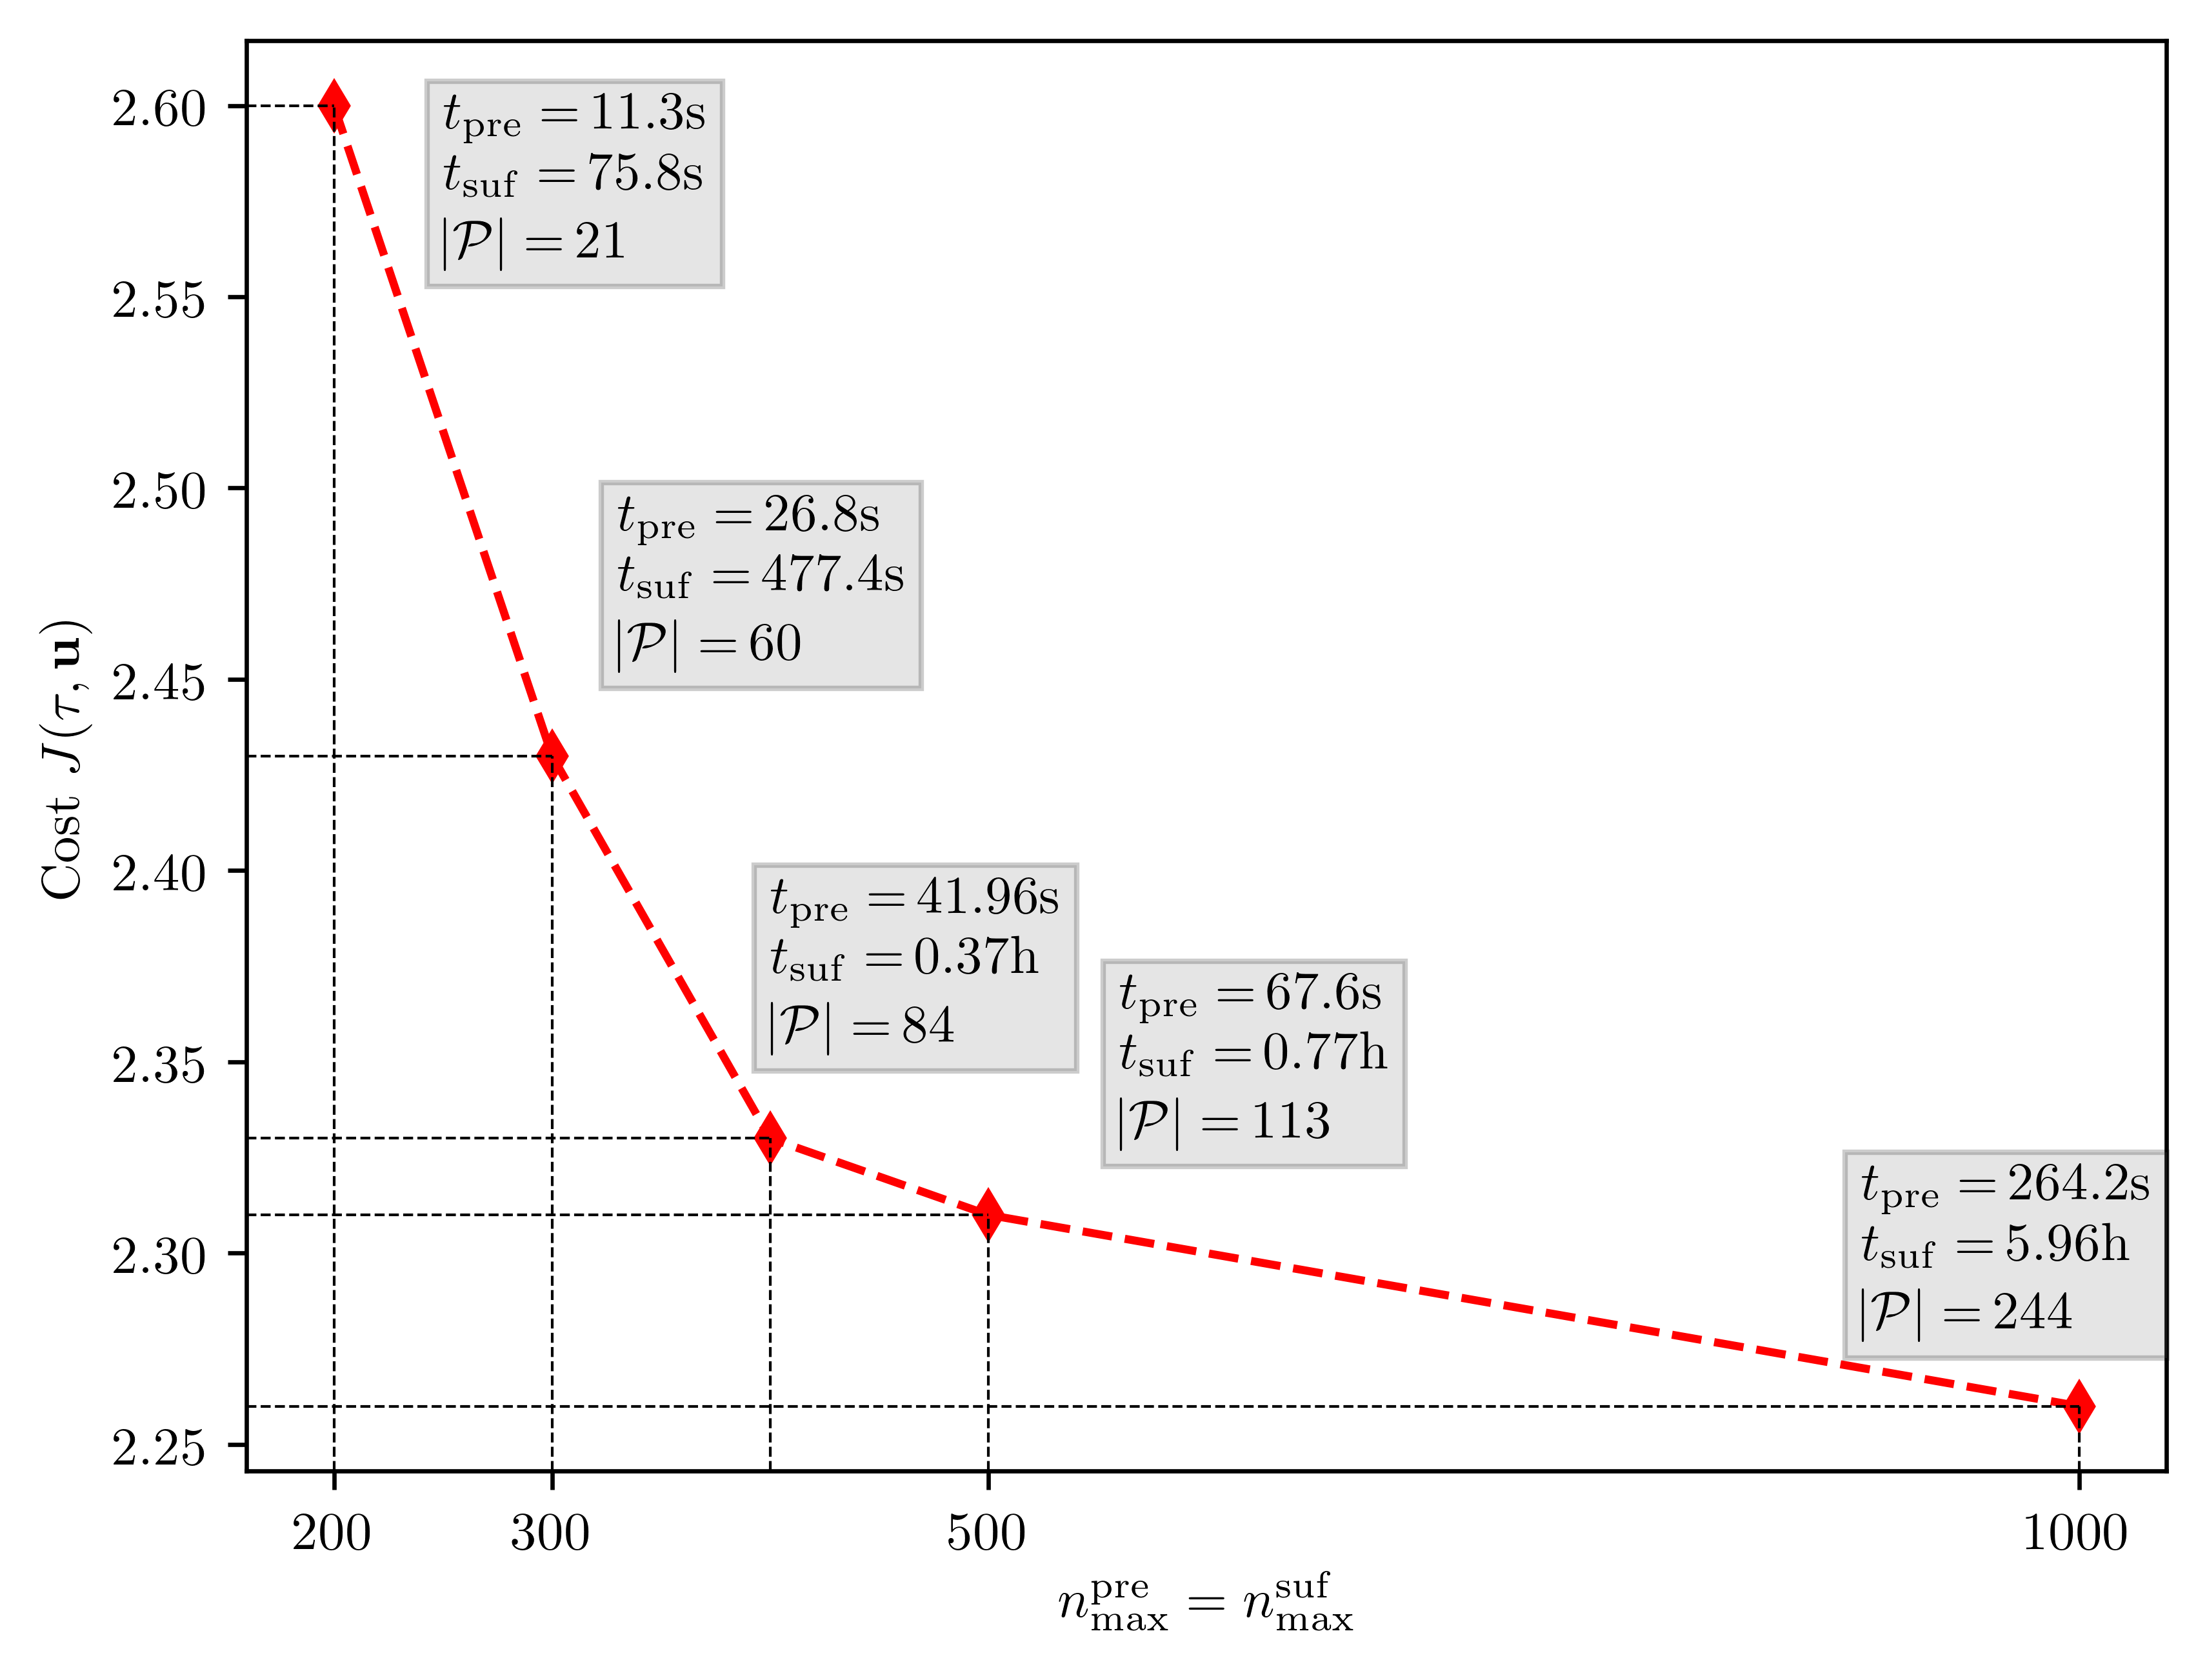 2.60
2.55
2.50
2.45
2.40
2.35
2.30
2.25
Cost J(τ, 𝐮)
t_pre = 11.3s
t_suf = 75.8s
|𝒫| = 21
t_pre = 26.8s
t_suf = 477.4s
|𝒫| = 60
t_pre = 41.96s
t_suf = 0.37h
|𝒫| = 84
t_pre = 67.6s
t_suf = 0.77h
|𝒫| = 113
t_pre = 264.2s
t_suf = 5.96h
|𝒫| = 244
200 300 500 1000
n_max^pre = n_max^suf